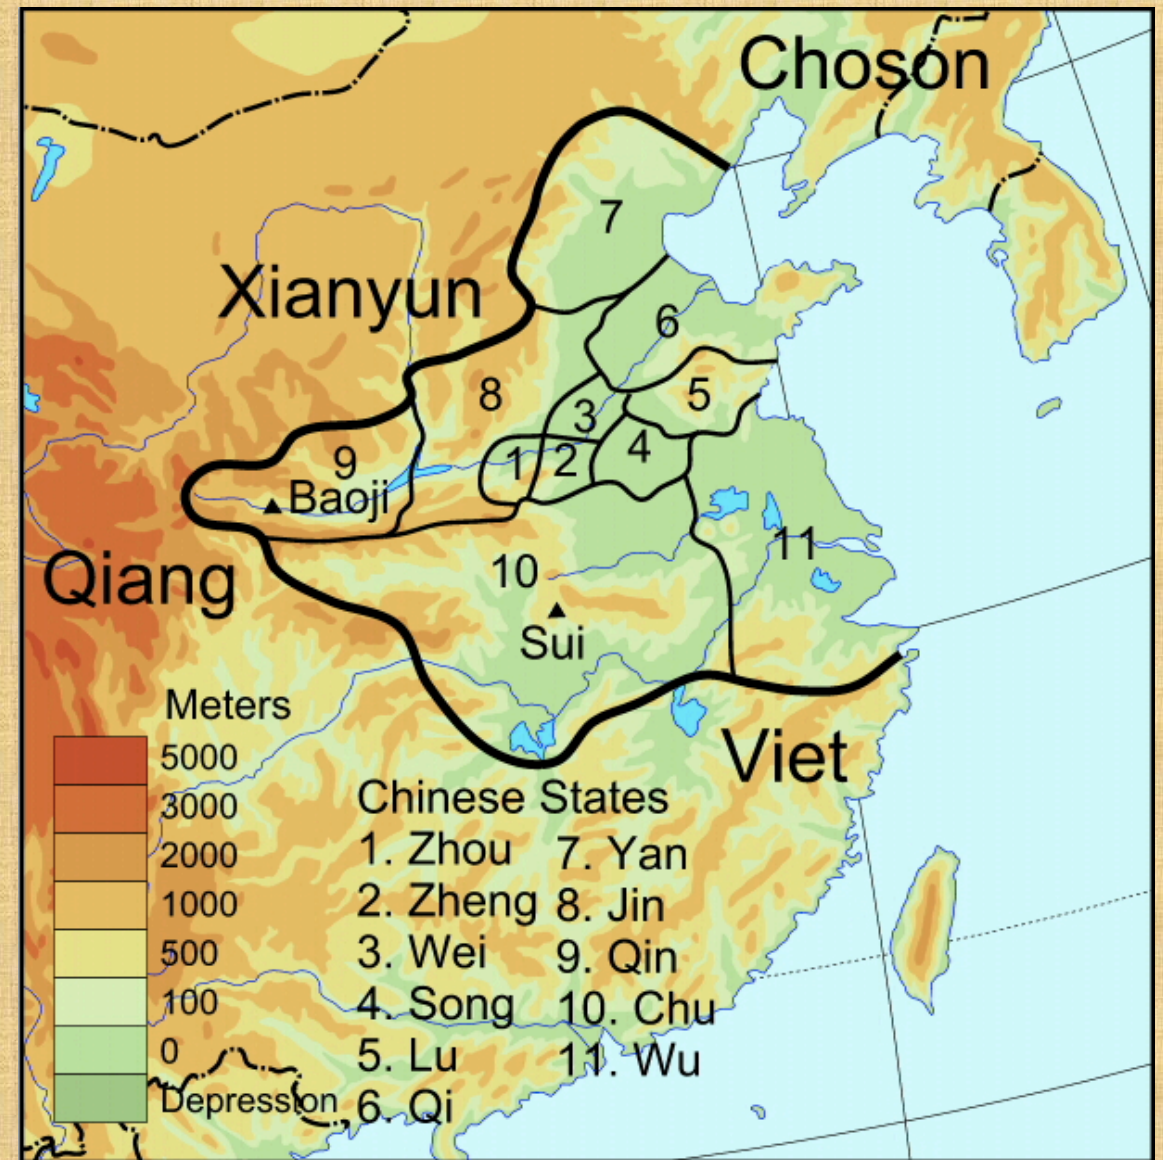 Choson
7
Xianyun
6
8
5
3
4
9
1
2
Baoji
11
Qiang
10
Sui
Meters
5000
3000
2000
1000
500
100
0
Depression
Viet
Chinese States
1. Zhou
2. Zheng
3. Wei
4. Song
5. Lu
6. Qi
7. Yan
8. Jin
9. Qin
10. Chu
11. Wu